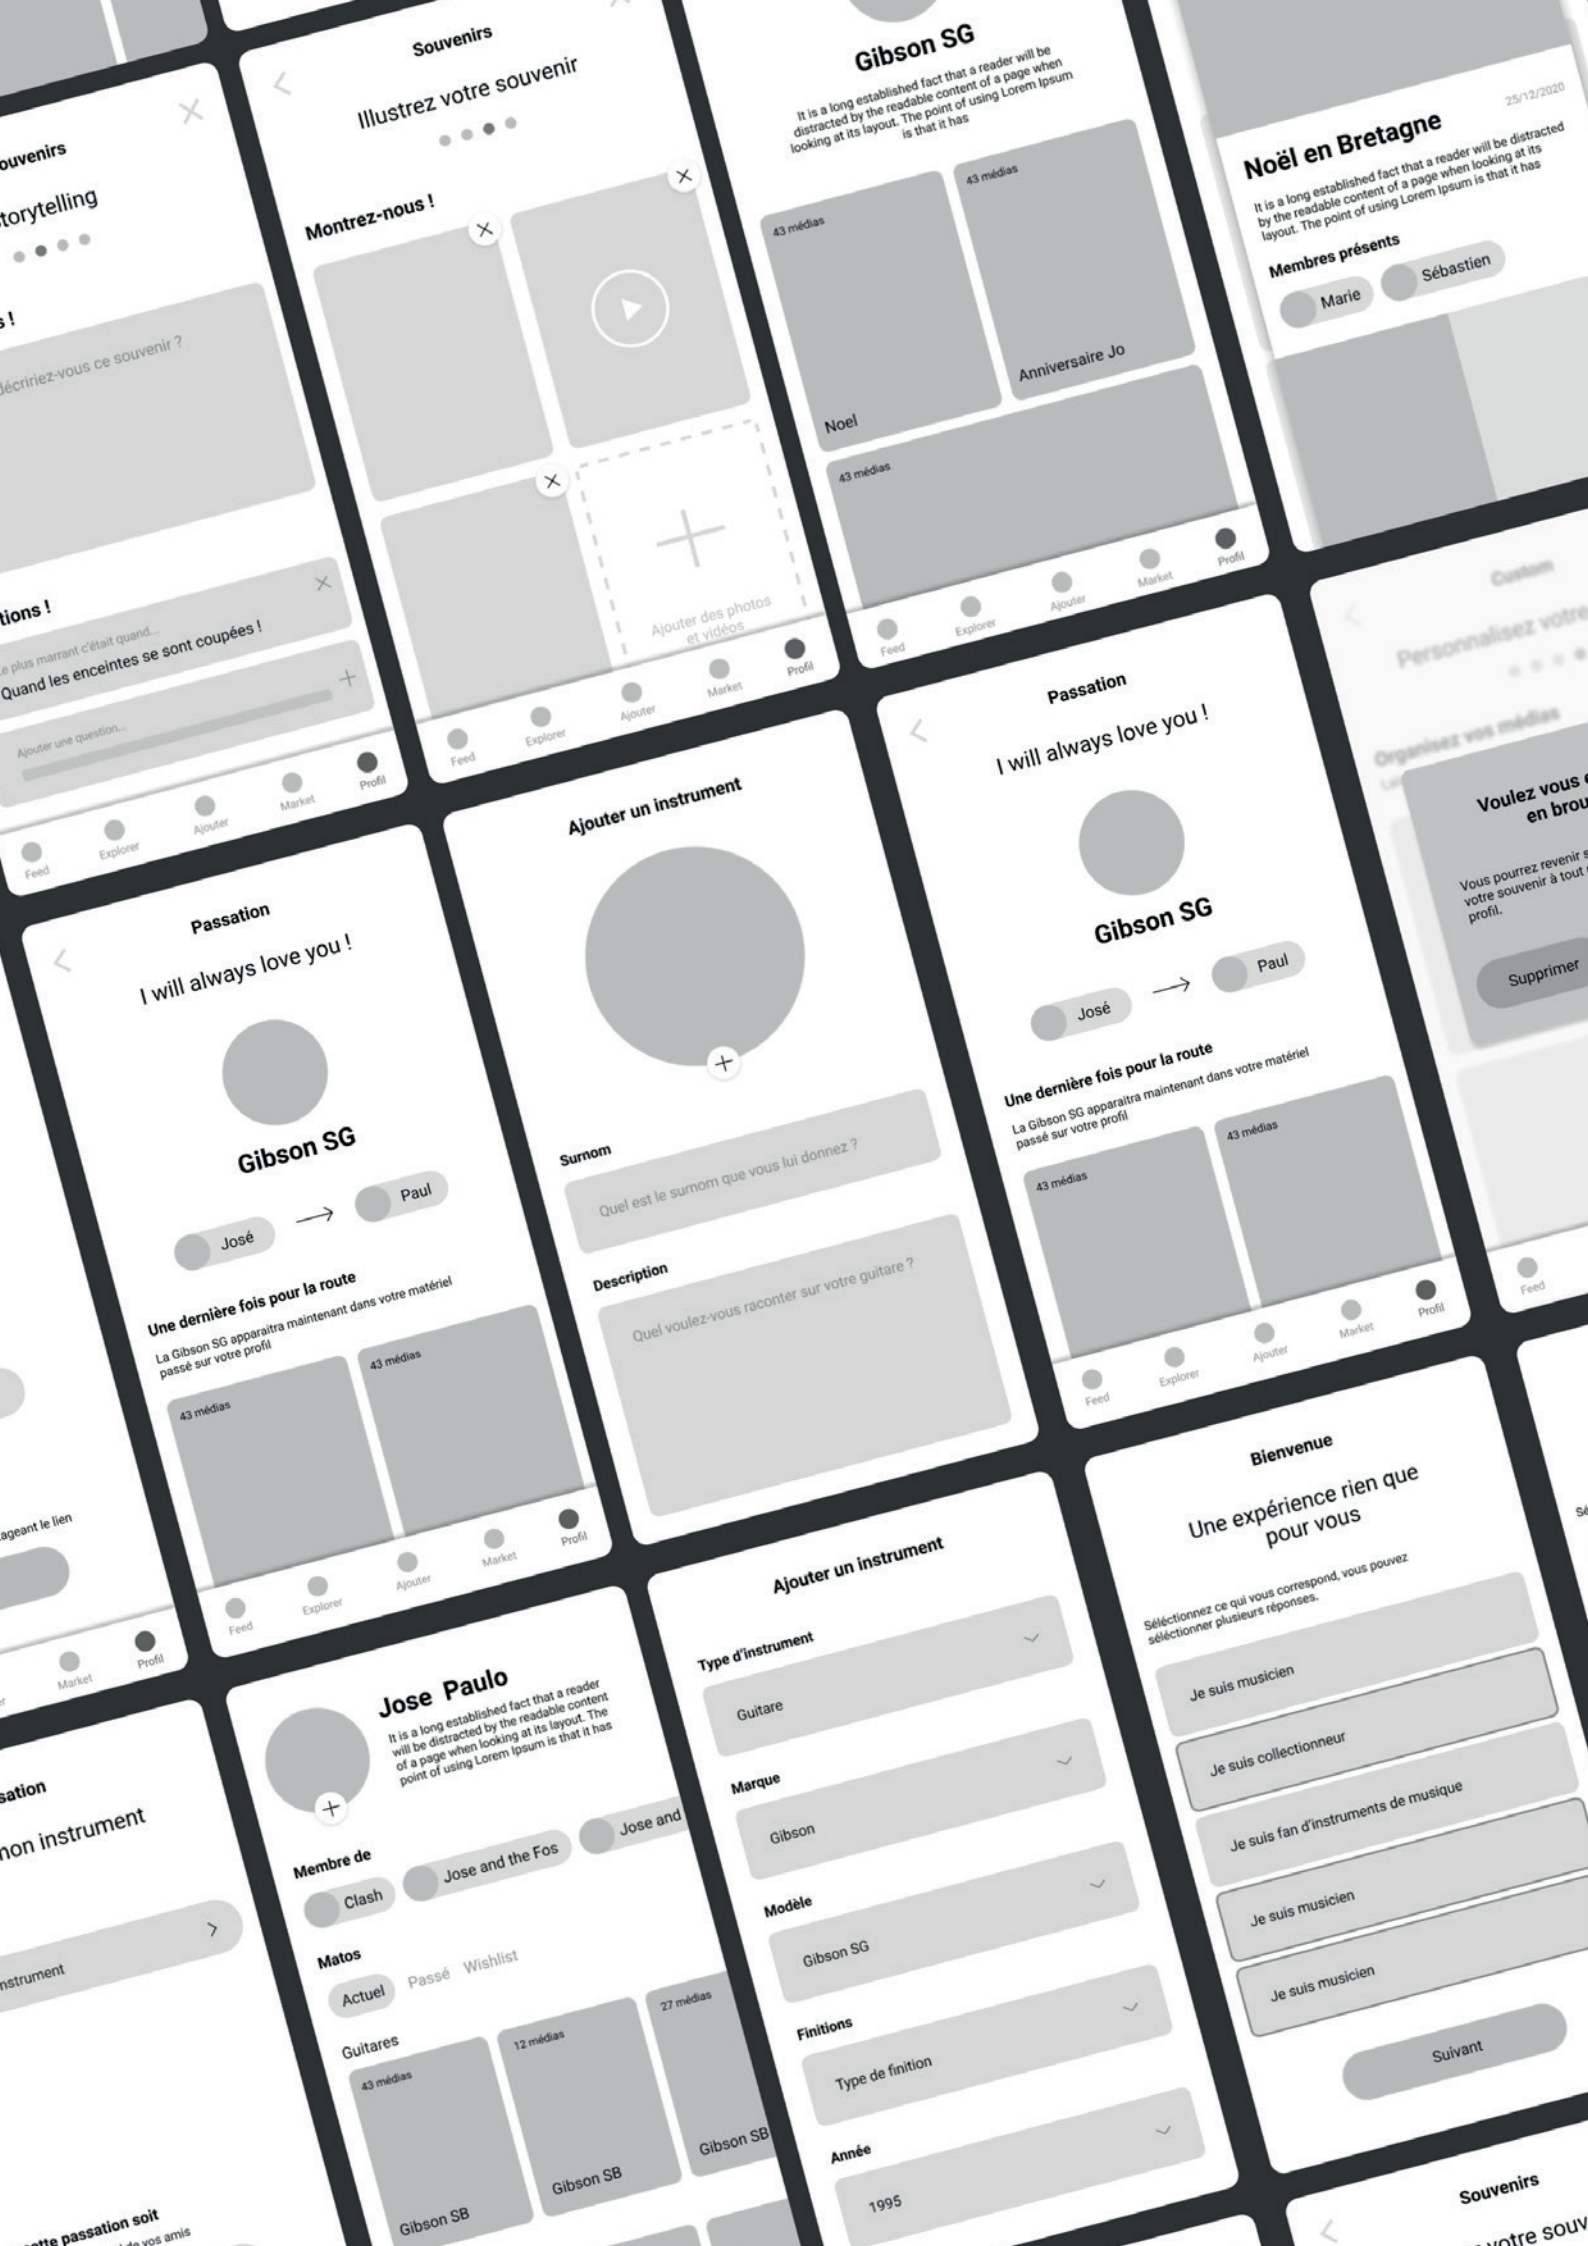 Souvenirs
Illustrez votre souvenir
Montrez-nous !
Ajouter des photos
et vidéos
Feed
Explorer
Ajouter
Market
Profil
Gibson SG
It is a long established fact that a reader will be
distracted by the readable content of a page when
looking at its layout. The point of using Lorem Ipsum
is that it has
43 médias
Noel
43 médias
Anniversaire Jo
43 médias
Feed
Explorer
Ajouter
Market
Profil
25/12/2020
Noël en Bretagne
It is a long established fact that a reader will be distracted
by the readable content of a page when looking at its
layout. The point of using Lorem Ipsum is that it has
Membres présents
Marie
Sébastien
ouvenirs
torytelling
s !
décririez-vous ce souvenir ?
tions !
e plus marrant c'était quand...
Quand les enceintes se sont coupées !
Ajouter une question...
Feed
Explorer
Ajouter
Market
Profil
Passation
I will always love you !
Gibson SG
José
Paul
Une dernière fois pour la route
La Gibson SG apparaitra maintenant dans votre matériel
passé sur votre profil
43 médias
43 médias
Feed
Explorer
Ajouter
Market
Profil
Ajouter un instrument
Surnom
Quel est le surnom que vous lui donnez ?
Description
Quel voulez-vous raconter sur votre guitare ?
Passation
I will always love you !
Gibson SG
José
Paul
Une dernière fois pour la route
La Gibson SG apparaitra maintenant dans votre matériel
passé sur votre profil
43 médias
43 médias
Feed
Explorer
Ajouter
Market
Profil
Custom
Personnalisez votre
Organisez vos médias
Voulez vous e
en brou
Vous pourrez revenir s
votre souvenir à tout
profil.
Supprimer
Feed
ageant le lien
Market
Profil
sation
non instrument
nstrument
ette passation soit
de vos amis
Jose Paulo
It is a long established fact that a reader
will be distracted by the readable content
of a page when looking at its layout. The
point of using Lorem Ipsum is that it has
Membre de
Clash
Jose and the Fos
Jose and
Matos
Actuel
Passé
Wishlist
Guitares
43 médias
Gibson SB
12 médias
Gibson SB
27 médias
Gibson SB
Ajouter un instrument
Type d'instrument
Guitare
Marque
Gibson
Modèle
Gibson SG
Finitions
Type de finition
Année
1995
Bienvenue
Une expérience rien que
pour vous
Séléctionnez ce qui vous correspond, vous pouvez
séléctionner plusieurs réponses.
Je suis musicien
Je suis collectionneur
Je suis fan d'instruments de musique
Je suis musicien
Je suis musicien
Suivant
Souvenirs
votre souv